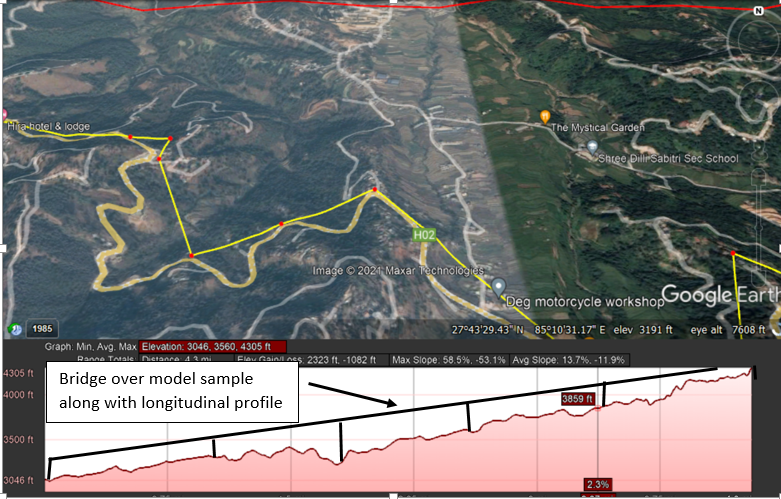 N
Hira hotel & lodge
The Mystical Garden
Shree Dilli Sabitri Sec School
H02
Image © 2021 Maxar Technologies
Deg motorcycle workshop
Google Earth
1985
27°43'29.43" N 85°10'31.17" E elev 3191 ft eye alt 7608 ft
Graph: Min, Avg, Max Elevation: 3046, 3560, 4305 ft
Range Totals: Distance: 4.3 mi Elev Gain/Loss: 2323 ft, -1082 ft Max Slope: 58.5%, -53.1% Avg Slope: 13.7%, -11.9%
4305 ft
4000 ft
3500 ft
3046 ft
Bridge over model sample
along with longitudinal profile
3859 ft
2.3%